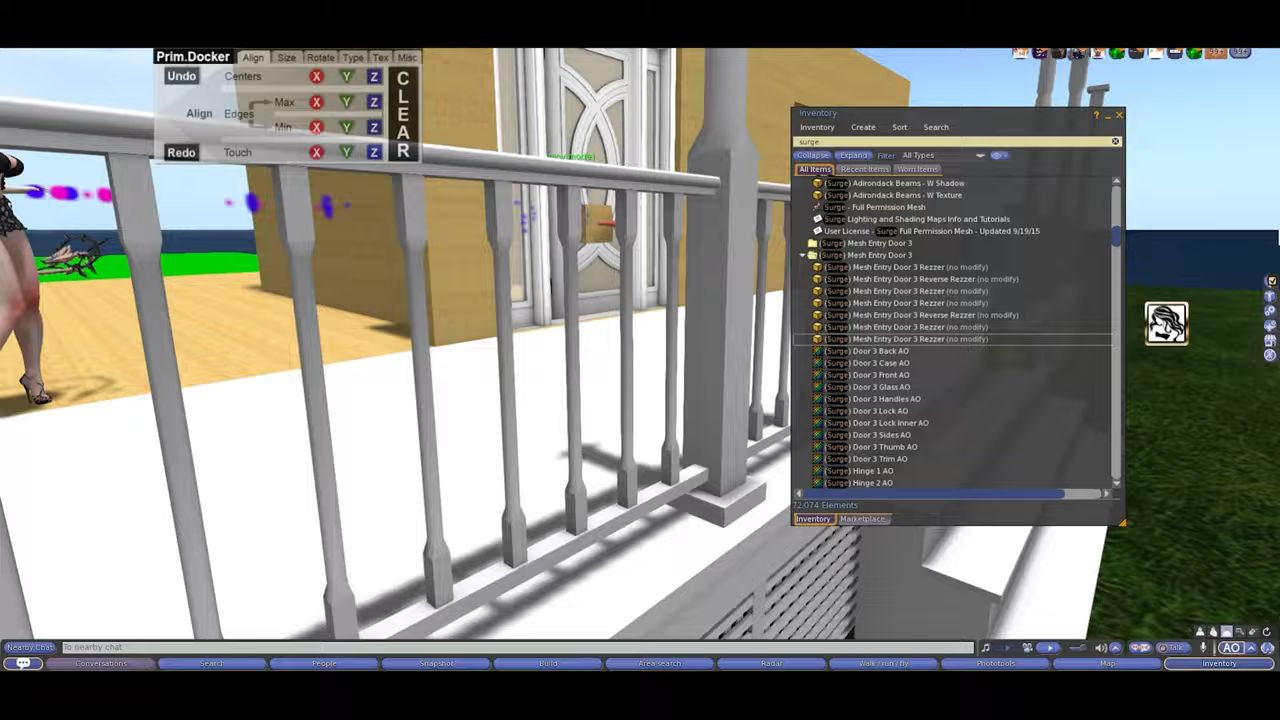 Prim.Docker Align Size Rotate Type Tex Misc
Undo Centers X Y Z
Align Edges Max X Y Z
Min X Y Z
Redo Touch X Y Z
CLEAR
99+ 99+
Inventory
? _ ×
Inventory Create Sort Search
surge
Collapse Expand Filter All Types
All Items Recent Items Worn Items
(Surge) Adirondack Beams - W Shadow
(Surge) Adirondack Beams - W Texture
Surge - Full Permission Mesh
Surge Lighting and Shading Maps Info and Tutorials
User License - Surge Full Permission Mesh - Updated 9/19/15
(Surge) Mesh Entry Door 3
(Surge) Mesh Entry Door 3
(Surge) Mesh Entry Door 3 Rezzer (no modify)
(Surge) Mesh Entry Door 3 Reverse Rezzer (no modify)
(Surge) Mesh Entry Door 3 Rezzer (no modify)
(Surge) Mesh Entry Door 3 Rezzer (no modify)
(Surge) Mesh Entry Door 3 Reverse Rezzer (no modify)
(Surge) Mesh Entry Door 3 Rezzer (no modify)
(Surge) Mesh Entry Door 3 Rezzer (no modify)
(Surge) Door 3 Back AO
(Surge) Door 3 Case AO
(Surge) Door 3 Front AO
(Surge) Door 3 Glass AO
(Surge) Door 3 Handles AO
(Surge) Door 3 Lock AO
(Surge) Door 3 Lock Inner AO
(Surge) Door 3 Sides AO
(Surge) Door 3 Thumb AO
(Surge) Door 3 Trim AO
(Surge) Hinge 1 AO
(Surge) Hinge 2 AO
72,074 Elements
Inventory Marketplace
Nearby Chat To nearby chat Talk AO
Conversations Search People Snapshot Build Area search Radar Walk / run / fly Phototools Map Inventory